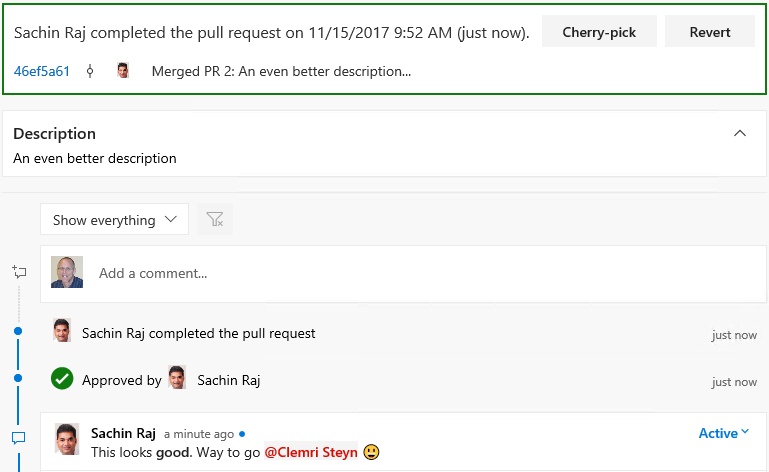 Sachin Raj completed the pull request on 11/15/2017 9:52 AM (just now). Cherry-pick Revert
46ef5a61 Merged PR 2: An even better description...
Description
An even better description
Show everything
Add a comment...
Sachin Raj completed the pull request just now
Approved by Sachin Raj just now
Sachin Raj a minute ago Active
This looks good. Way to go @Clemri Steyn 😃